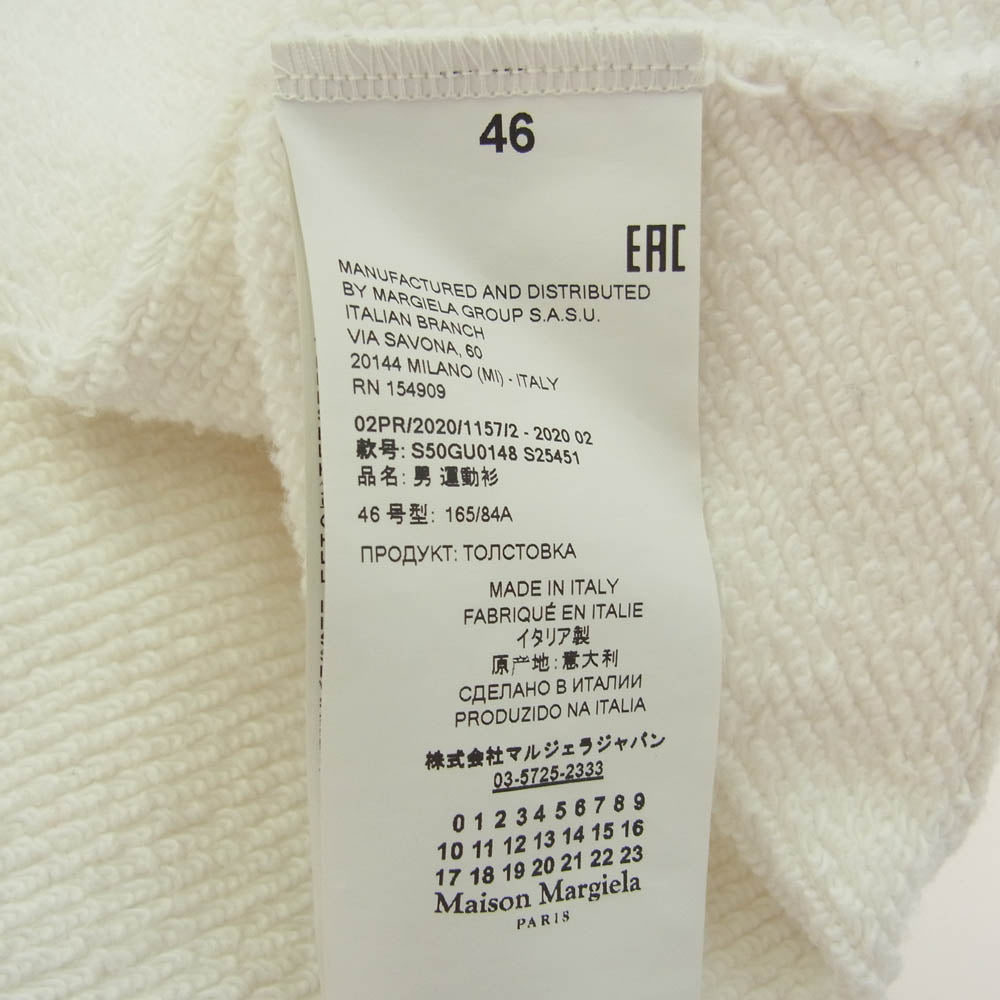 46
EAC
MANUFACTURED AND DISTRIBUTED
BY MARGIELA GROUP S.A.S.U.
ITALIAN BRANCH
VIA SAVONA, 60
20144 MILANO (MI) - ITALY
RN 154909
02PR/2020/1157/2 - 2020 02
款号: S50GU0148 S25451
品名: 男 運動衫
46 号型: 165/84A
ПРОДУКТ: ТОЛСТОВКА
MADE IN ITALY
FABRIQUÉ EN ITALIE
イタリア製
原产地: 意大利
СДЕЛАНО В ИТАЛИИ
PRODUZIDO NA ITALIA
株式会社マルジェラジャパン
03-5725-2333
0 1 2 3 4 5 6 7 8 9
10 11 12 13 14 15 16
17 18 19 20 21 22 23
Maison Margiela
PARIS